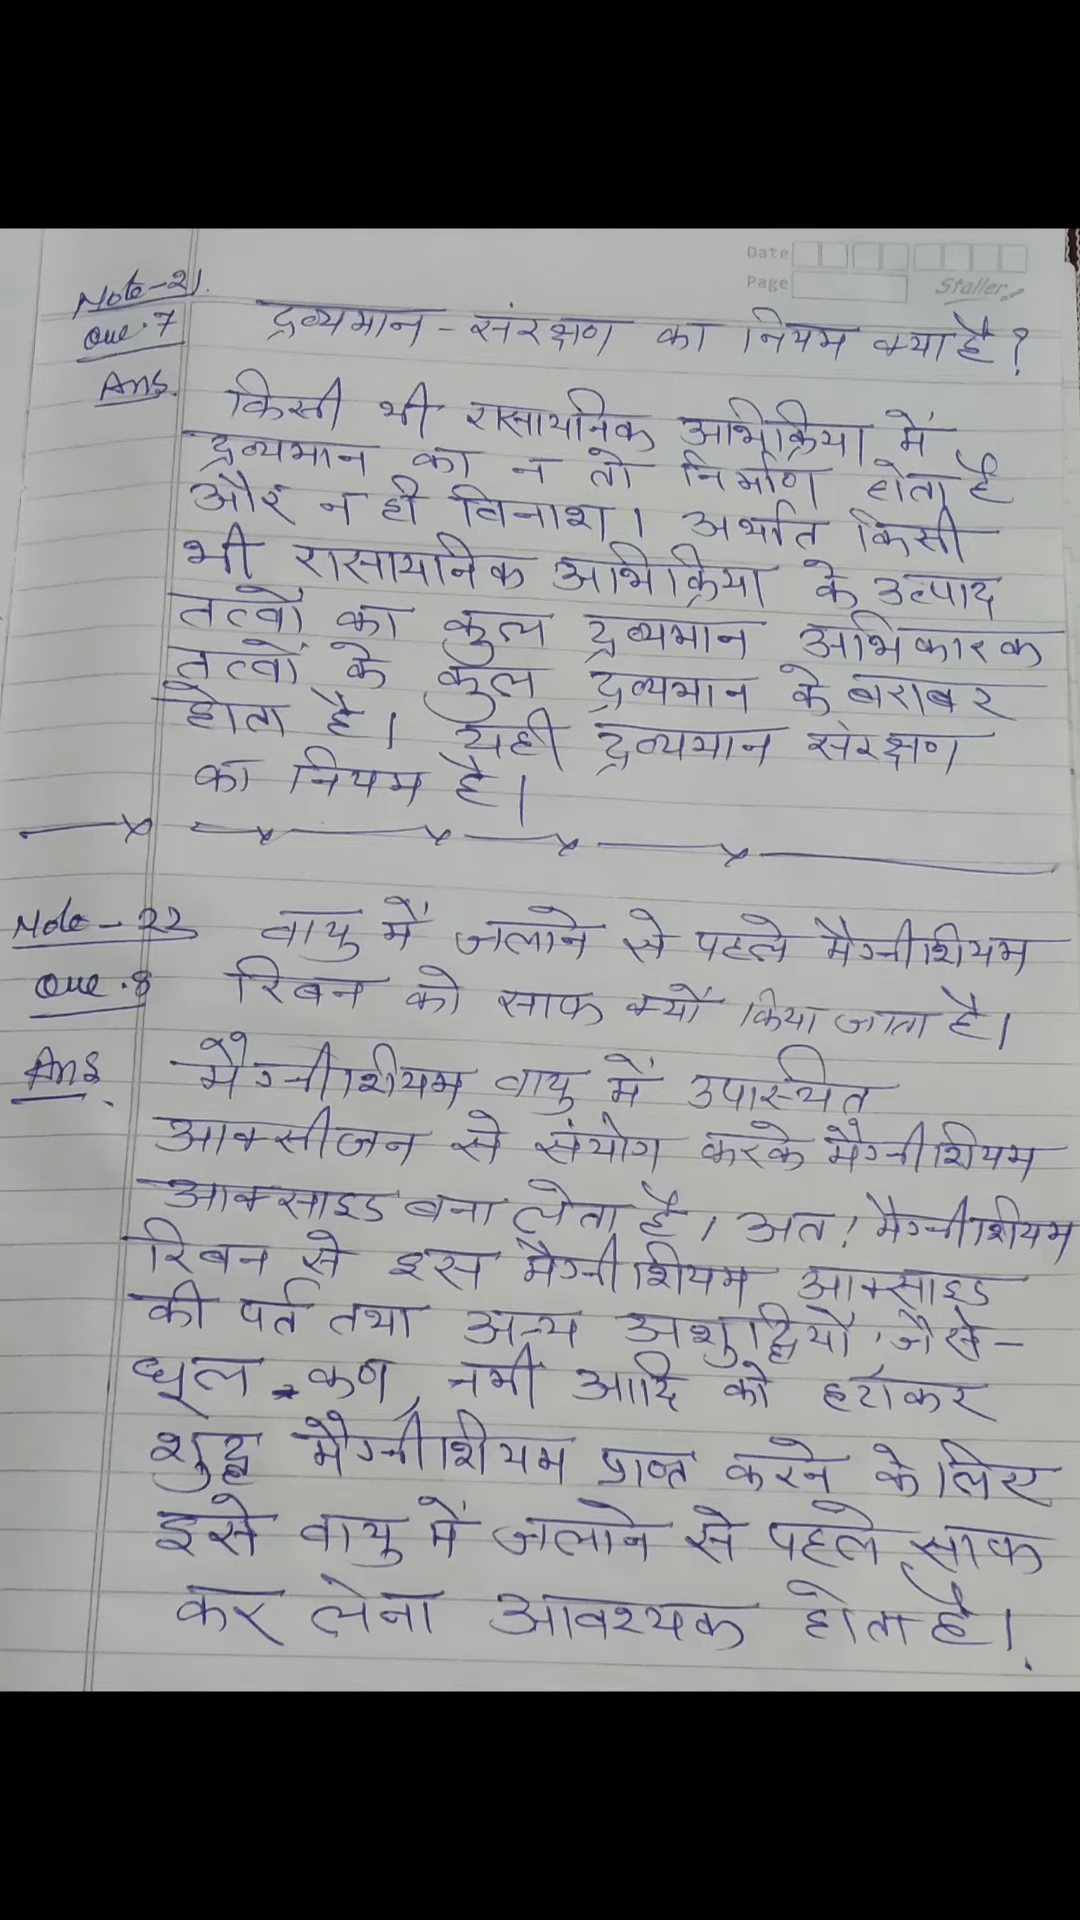 Date
Page
Staller
Note-21.
Que.7 द्रव्यमान-संरक्षण का नियम क्या है?
Ans. किसी भी रासायनिक अभिक्रिया में
द्रव्यमान का न तो निर्माण होता है
और न ही विनाश। अर्थात किसी
भी रासायनिक अभिक्रिया के उत्पाद
तत्वों का कुल द्रव्यमान अभिकारक
तत्वों के कुल द्रव्यमान के बराबर
होता है। यही द्रव्यमान संरक्षण
का नियम है।
Note-22 वायु में जलाने से पहले मैग्नीशियम
Que.8 रिबन को साफ क्यों किया जाता है।
Ans. मैग्नीशियम वायु में उपस्थित
आक्सीजन से संयोग करके मैग्नीशियम
आक्साइड बना लेता है। अत: मैग्नीशियम
रिबन से इस मैग्नीशियम आक्साइड
की पर्त तथा अन्य अशुद्धियों, जैसे-
धूल-कण, नमी आदि को हटाकर
शुद्ध मैग्नीशियम प्राप्त करने के लिए
इसे वायु में जलाने से पहले साफ
कर लेना आवश्यक होता है।